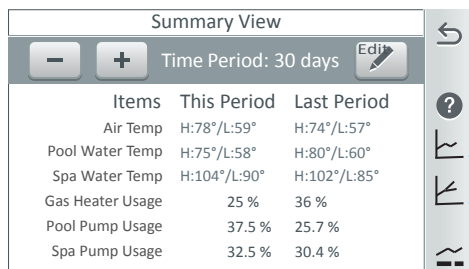 Summary View
− + Time Period: 30 days Edit
?
Items This Period Last Period
Air Temp H:78°/L:59° H:74°/L:57°
Pool Water Temp H:75°/L:58° H:80°/L:60°
Spa Water Temp H:104°/L:90° H:102°/L:85°
Gas Heater Usage 25 % 36 %
Pool Pump Usage 37.5 % 25.7 %
Spa Pump Usage 32.5 % 30.4 %